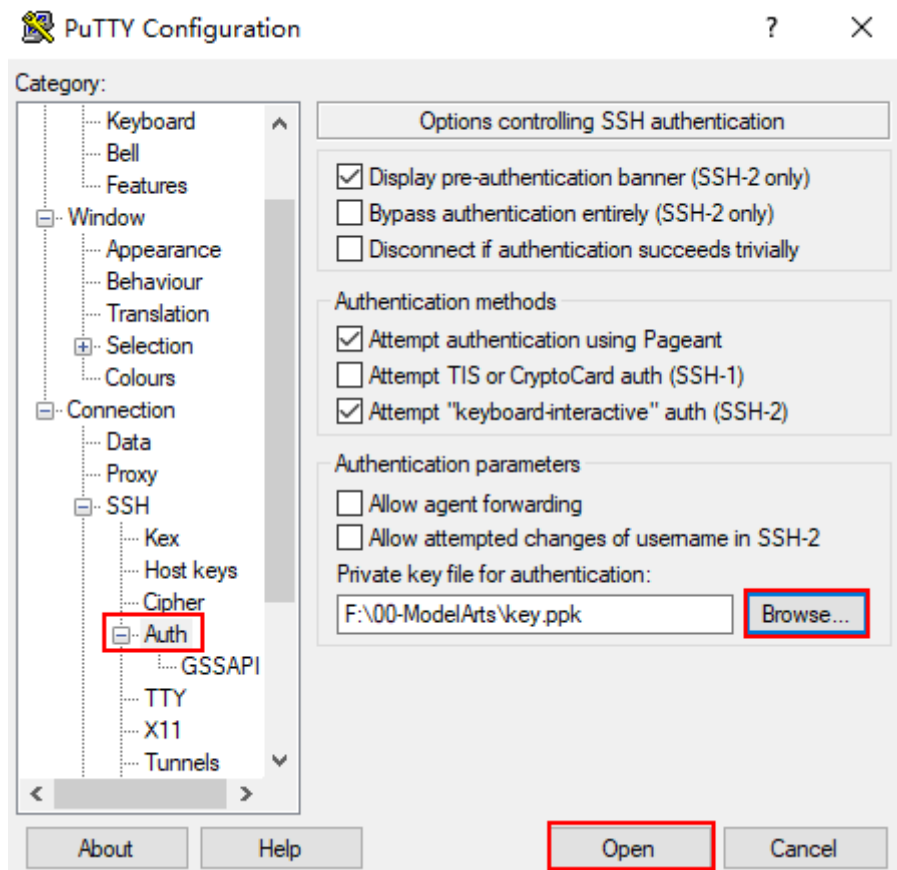 PuTTY Configuration
?
Category:
Keyboard
Bell
Features
Window
Appearance
Behaviour
Translation
Selection
Colours
Connection
Data
Proxy
SSH
Kex
Host keys
Cipher
Auth
GSSAPI
TTY
X11
Tunnels
Options controlling SSH authentication
Display pre-authentication banner (SSH-2 only)
Bypass authentication entirely (SSH-2 only)
Disconnect if authentication succeeds trivially
Authentication methods
Attempt authentication using Pageant
Attempt TIS or CryptoCard auth (SSH-1)
Attempt "keyboard-interactive" auth (SSH-2)
Authentication parameters
Allow agent forwarding
Allow attempted changes of username in SSH-2
Private key file for authentication:
F:\00-ModelArts\key.ppk
Browse...
About
Help
Open
Cancel